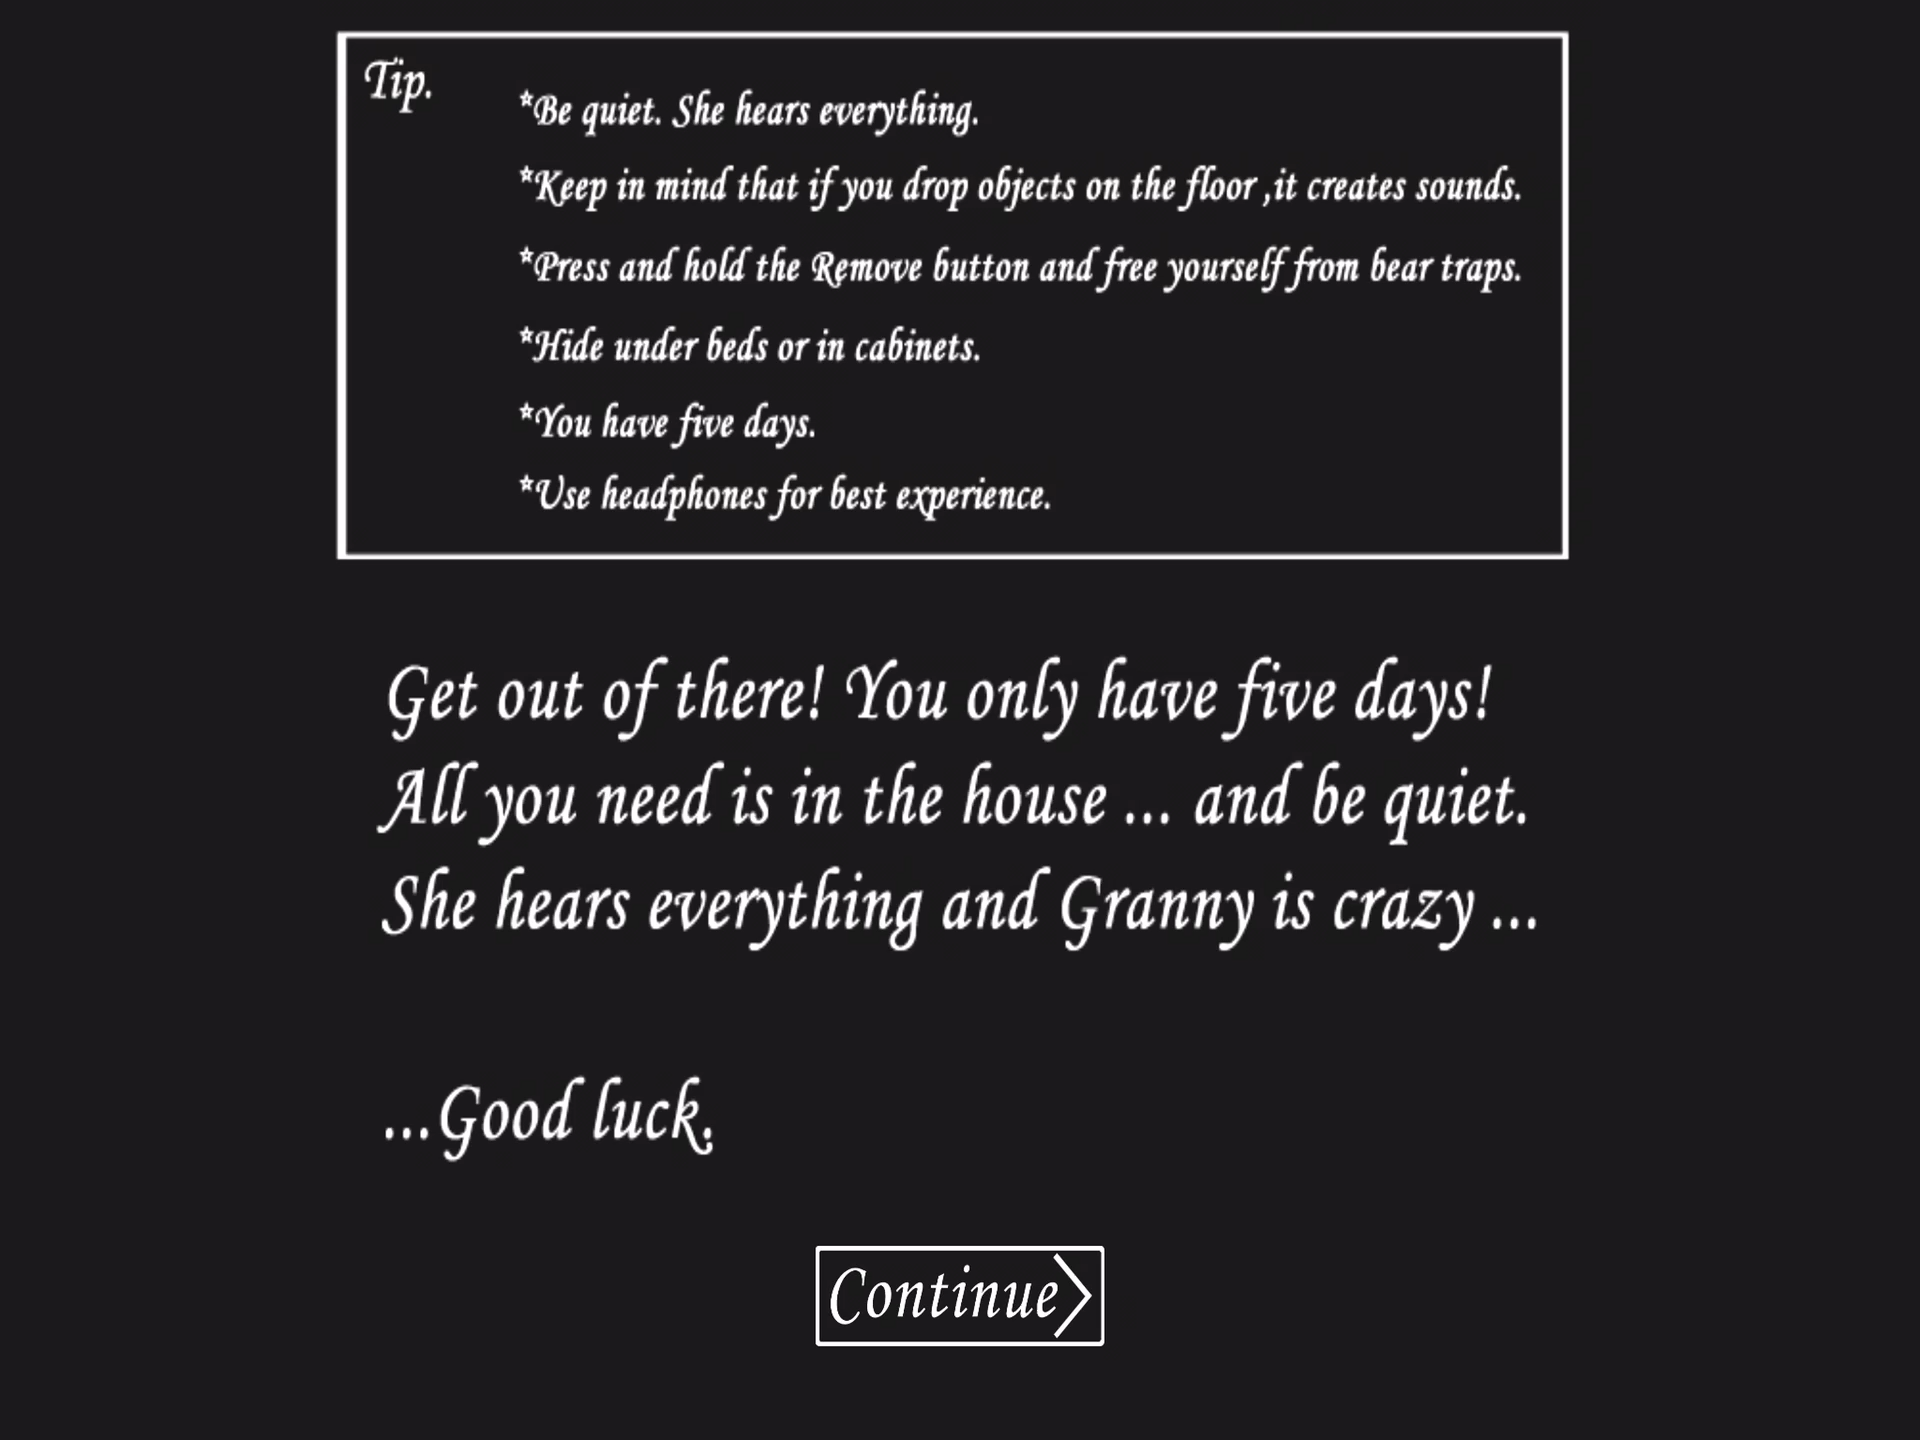 Tip.
*Be quiet. She hears everything.
*Keep in mind that if you drop objects on the floor ,it creates sounds.
*Press and hold the Remove button and free yourself from bear traps.
*Hide under beds or in cabinets.
*You have five days.
*Use headphones for best experience.
Get out of there! You only have five days!
All you need is in the house ... and be quiet.
She hears everything and Granny is crazy ...
...Good luck.
Continue